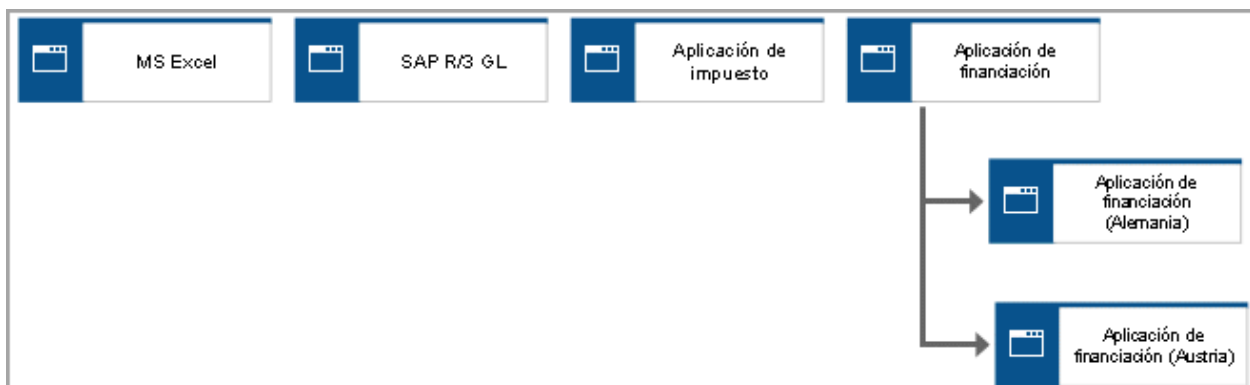 MS Excel
SAP R/3 GL
Aplicación de
impuesto
Aplicación de
financiación
Aplicación de
financiación
(Alemania)
Aplicación de
financiación (Austria)